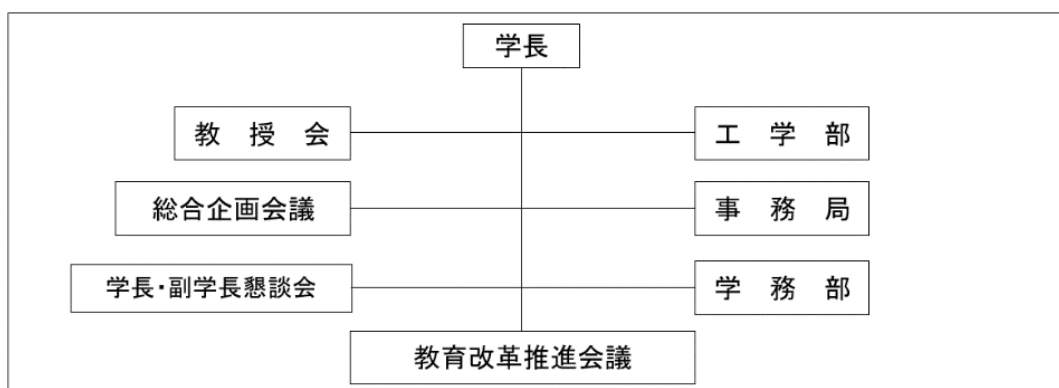 学長
教　授　会
工　学　部
総合企画会議
事　務　局
学長・副学長懇談会
学　務　部
教育改革推進会議